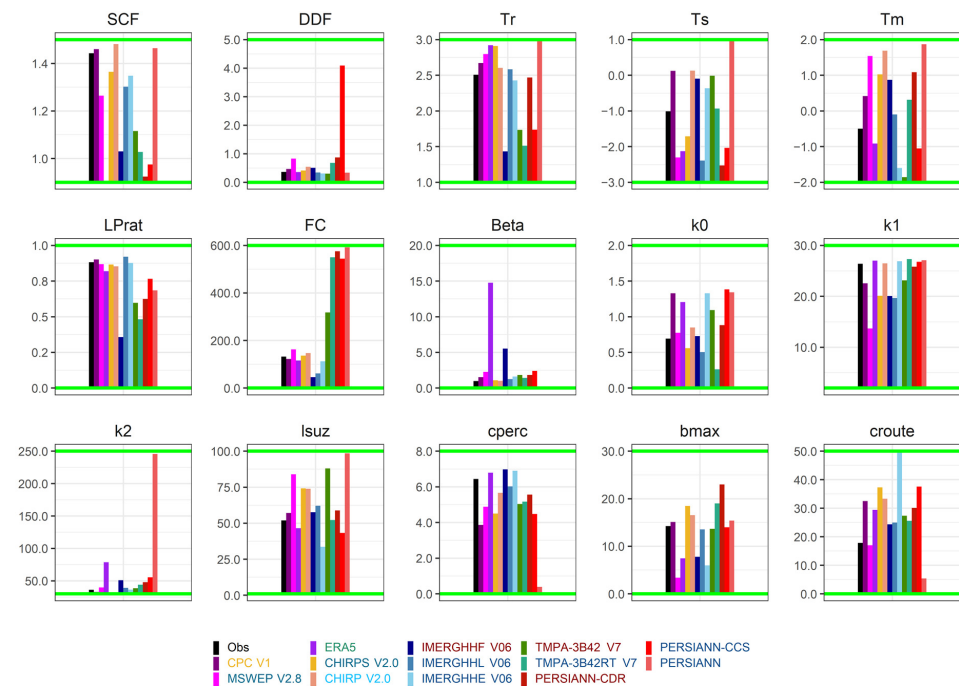 SCF DDF Tr Ts Tm
1.4 1.2 1.0
5.0 4.0 3.0 2.0 1.0 0.0
3.0 2.5 2.0 1.5 1.0
0.0 −1.0 −2.0 −3.0
2.0 1.0 0.0 −1.0 −2.0
LPrat FC Beta k0 k1
1.0 0.8 0.5 0.2 0.0
600.0 400.0 200.0 0.0
20.0 15.0 10.0 5.0 0.0
2.0 1.5 1.0 0.5 0.0
30.0 20.0 10.0
k2 lsuz cperc bmax croute
250.0 200.0 150.0 100.0 50.0
100.0 75.0 50.0 25.0 0.0
8.0 6.0 4.0 2.0 0.0
30.0 20.0 10.0 0.0
50.0 40.0 30.0 20.0 10.0 0.0
Obs ERA5 IMERGHHF V06 TMPA-3B42 V7 PERSIANN-CCS
CPC V1 CHIRPS V2.0 IMERGHHL V06 TMPA-3B42RT V7 PERSIANN
MSWEP V2.8 CHIRP V2.0 IMERGHHE V06 PERSIANN-CDR